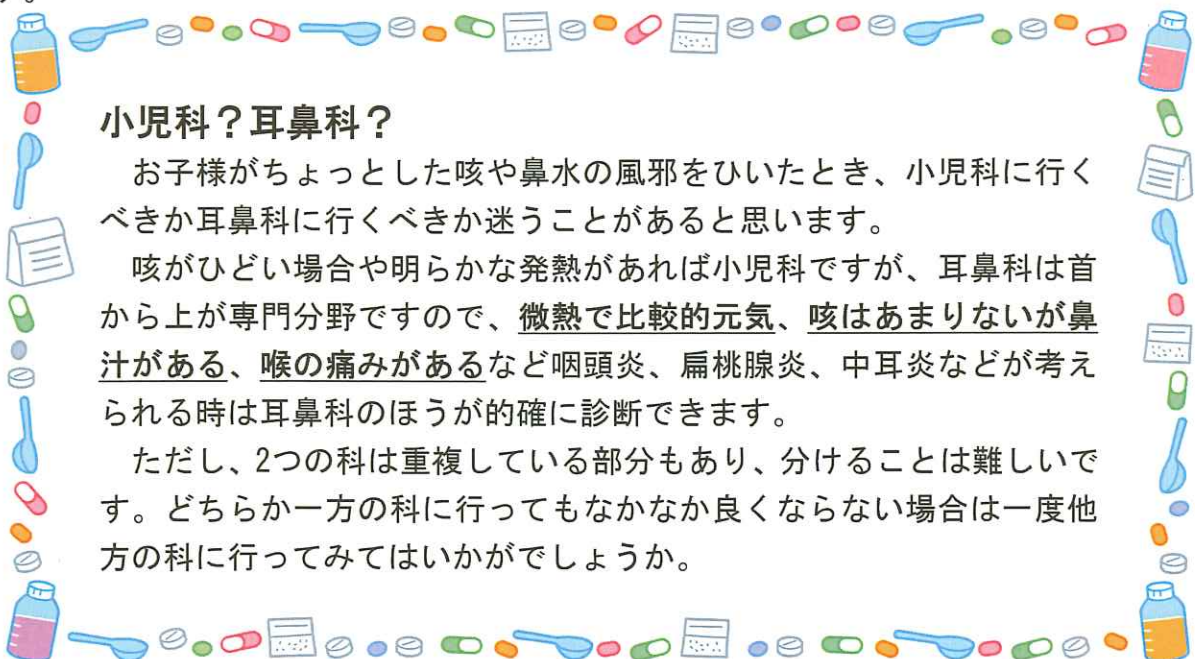 す。
小児科？耳鼻科？
　お子様がちょっとした咳や鼻水の風邪をひいたとき、小児科に行く
べきか耳鼻科に行くべきか迷うことがあると思います。
　咳がひどい場合や明らかな発熱があれば小児科ですが、耳鼻科は首
から上が専門分野ですので、微熱で比較的元気、咳はあまりないが鼻
汁がある、喉の痛みがあるなど咽頭炎、扁桃腺炎、中耳炎などが考え
られる時は耳鼻科のほうが的確に診断できます。
　ただし、2つの科は重複している部分もあり、分けることは難しいで
す。どちらか一方の科に行ってもなかなか良くならない場合は一度他
方の科に行ってみてはいかがでしょうか。